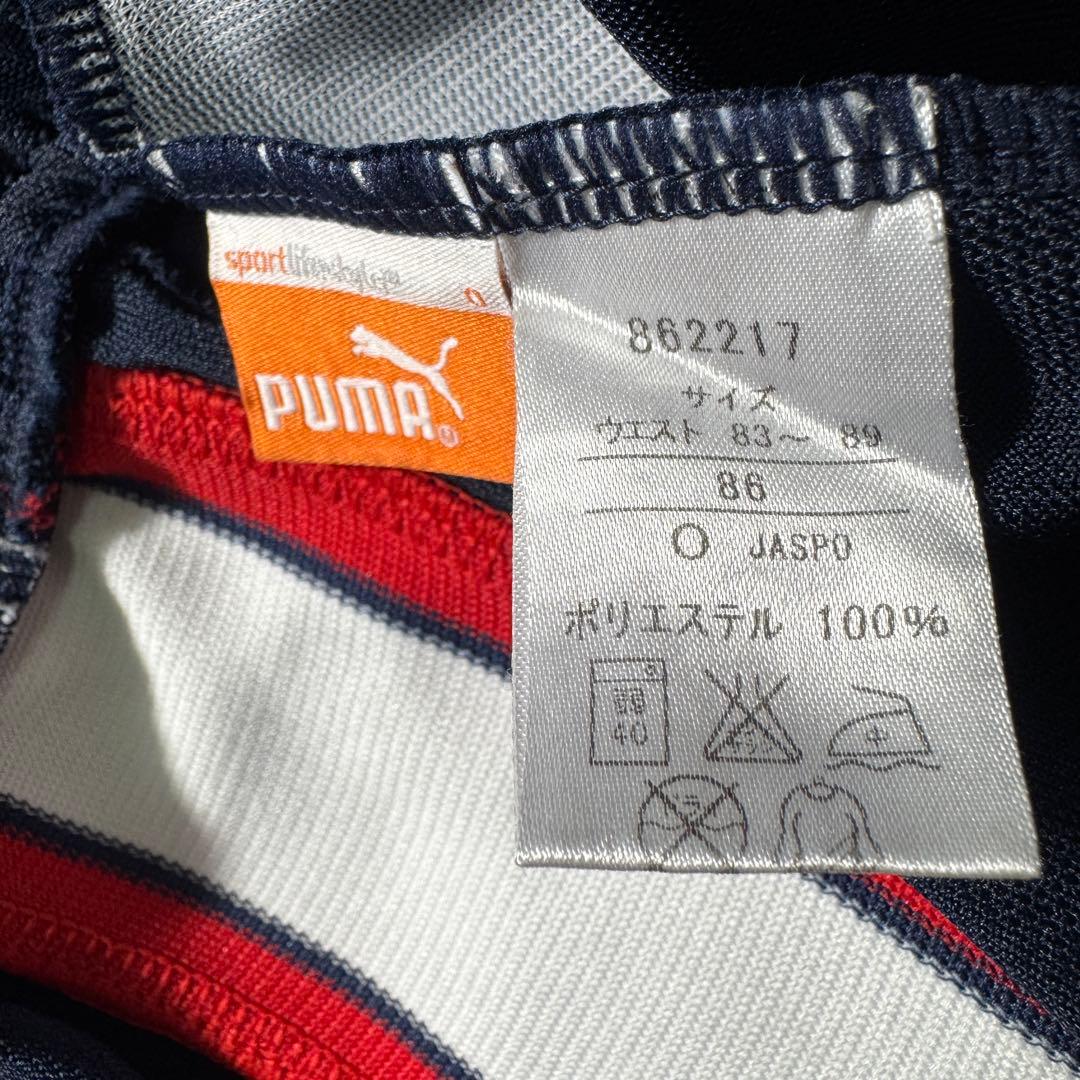 sportlifestyle
O
PUMA®
862217
サイズ
ウエスト 83～ 89
86
O JASPO
ポリエステル 100%
40